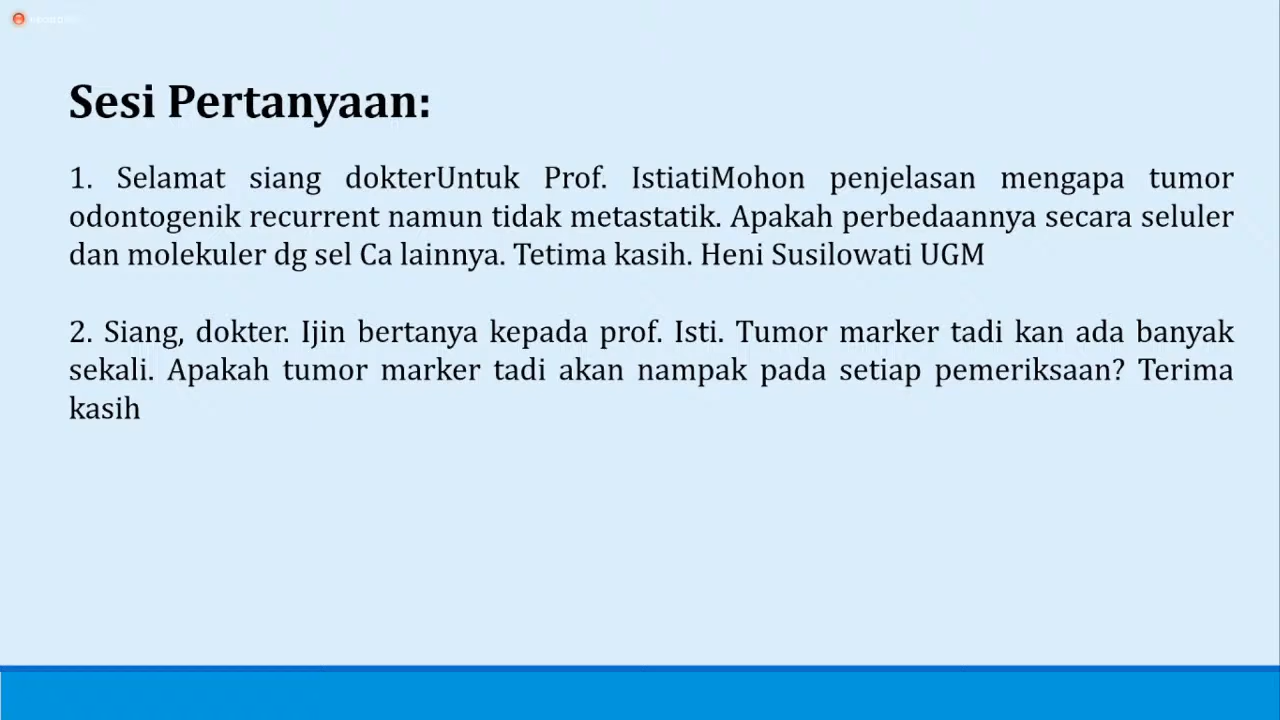 Sesi Pertanyaan:
1. Selamat siang dokterUntuk Prof. IstiatiMohon penjelasan mengapa tumor
odontogenik recurrent namun tidak metastatik. Apakah perbedaannya secara seluler
dan molekuler dg sel Ca lainnya. Tetima kasih. Heni Susilowati UGM
2. Siang, dokter. Ijin bertanya kepada prof. Isti. Tumor marker tadi kan ada banyak
sekali. Apakah tumor marker tadi akan nampak pada setiap pemeriksaan? Terima
kasih